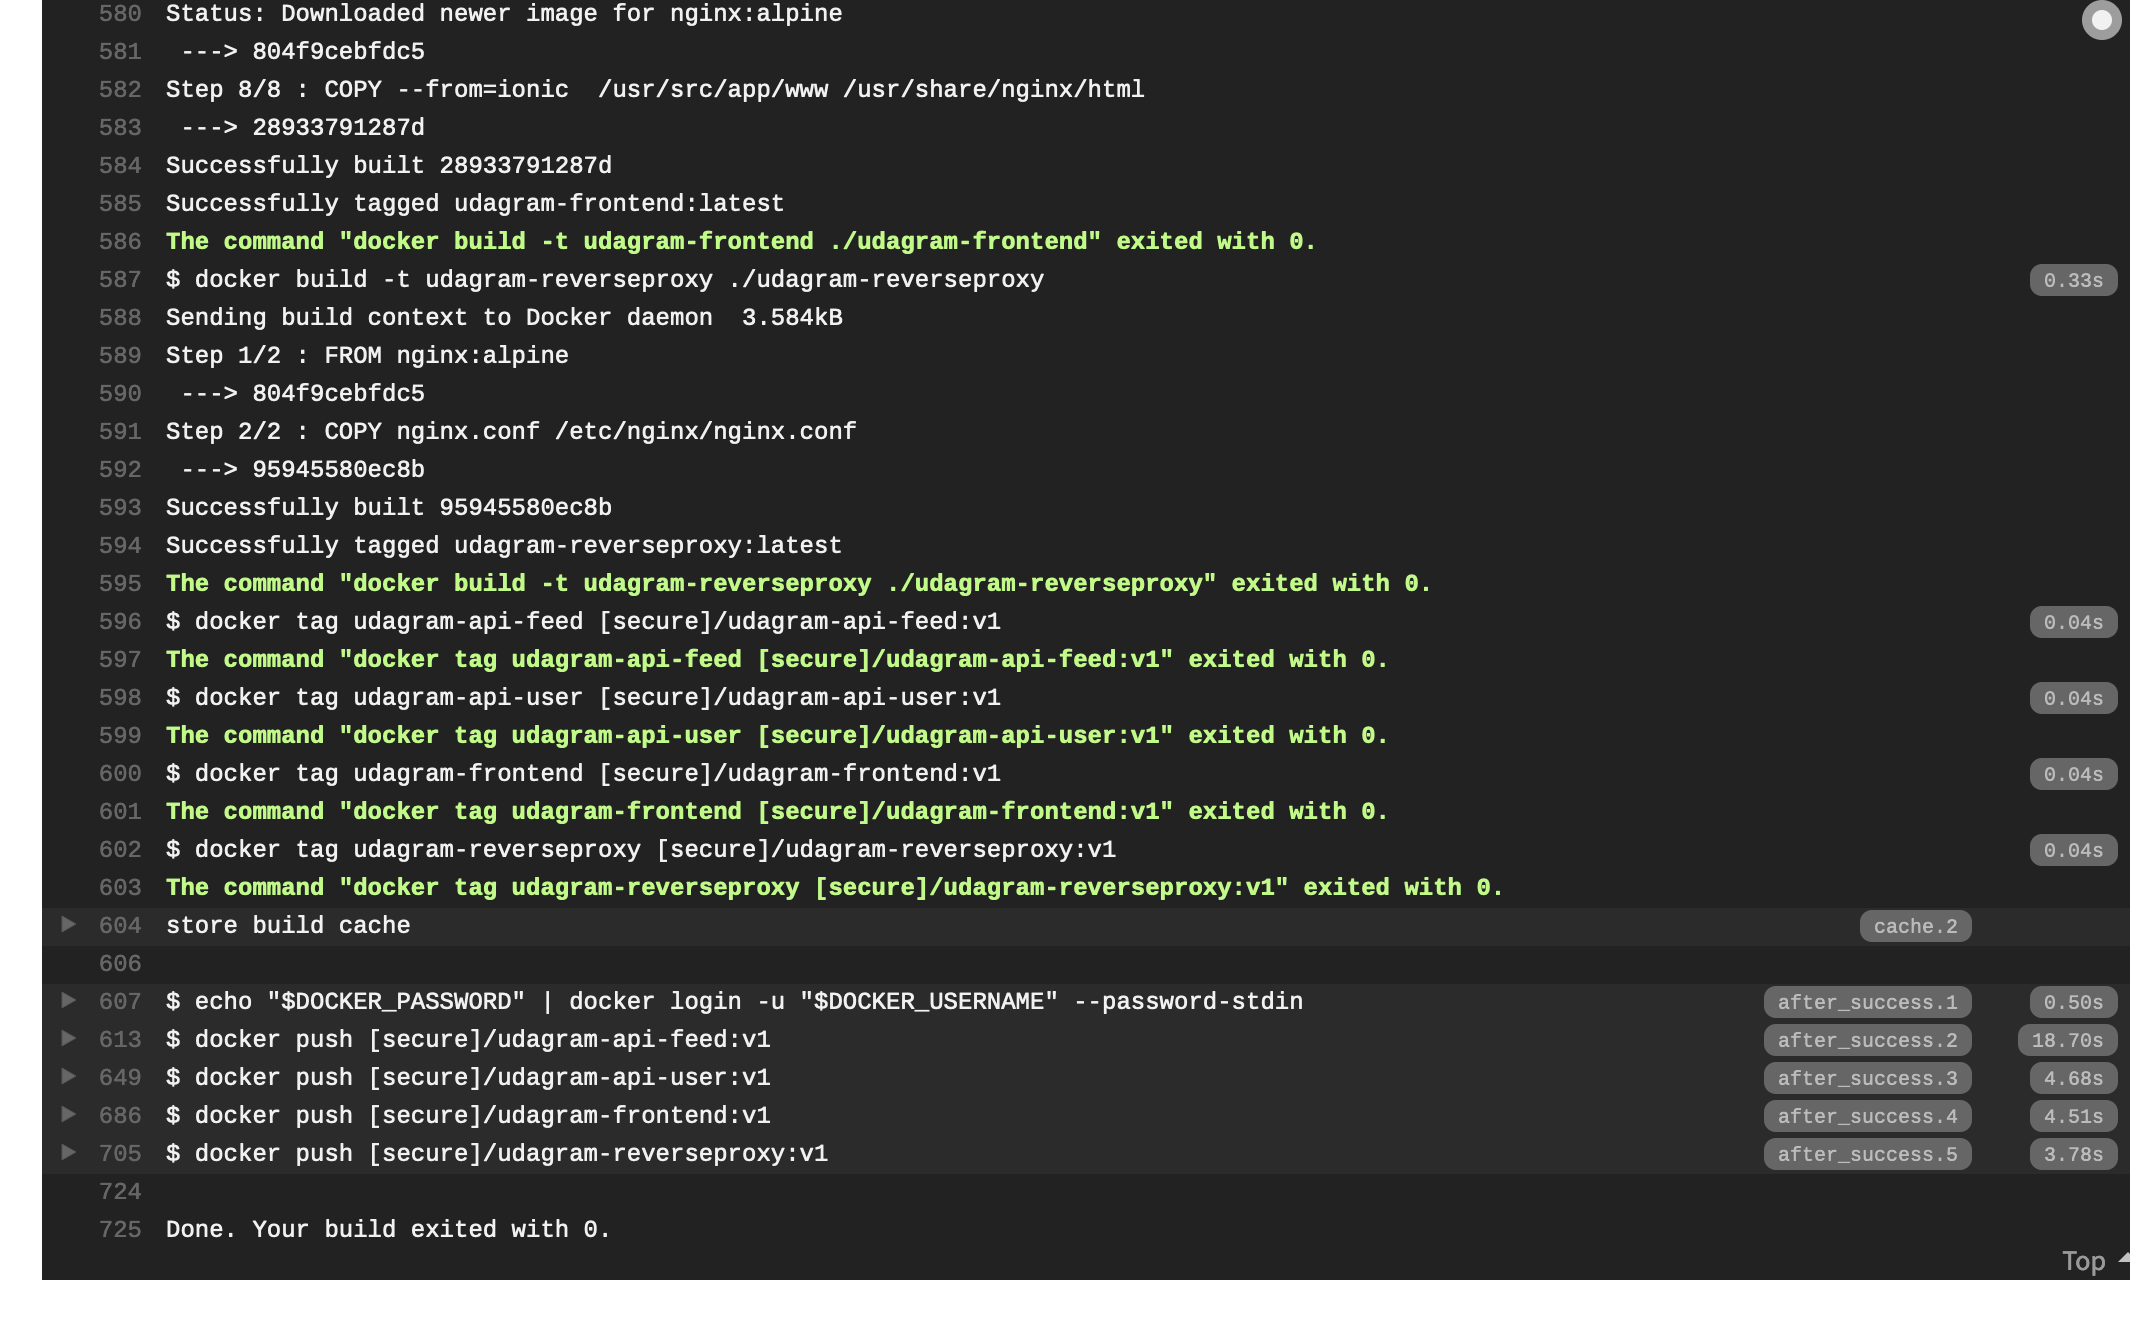 580 Status: Downloaded newer image for nginx:alpine
581 ---> 804f9cebfdc5
582 Step 8/8 : COPY --from=ionic  /usr/src/app/www /usr/share/nginx/html
583 ---> 28933791287d
584 Successfully built 28933791287d
585 Successfully tagged udagram-frontend:latest
586 The command "docker build -t udagram-frontend ./udagram-frontend" exited with 0.
587 $ docker build -t udagram-reverseproxy ./udagram-reverseproxy 0.33s
588 Sending build context to Docker daemon  3.584kB
589 Step 1/2 : FROM nginx:alpine
590 ---> 804f9cebfdc5
591 Step 2/2 : COPY nginx.conf /etc/nginx/nginx.conf
592 ---> 95945580ec8b
593 Successfully built 95945580ec8b
594 Successfully tagged udagram-reverseproxy:latest
595 The command "docker build -t udagram-reverseproxy ./udagram-reverseproxy" exited with 0.
596 $ docker tag udagram-api-feed [secure]/udagram-api-feed:v1 0.04s
597 The command "docker tag udagram-api-feed [secure]/udagram-api-feed:v1" exited with 0.
598 $ docker tag udagram-api-user [secure]/udagram-api-user:v1 0.04s
599 The command "docker tag udagram-api-user [secure]/udagram-api-user:v1" exited with 0.
600 $ docker tag udagram-frontend [secure]/udagram-frontend:v1 0.04s
601 The command "docker tag udagram-frontend [secure]/udagram-frontend:v1" exited with 0.
602 $ docker tag udagram-reverseproxy [secure]/udagram-reverseproxy:v1 0.04s
603 The command "docker tag udagram-reverseproxy [secure]/udagram-reverseproxy:v1" exited with 0.
604 store build cache cache.2
606
607 $ echo "$DOCKER_PASSWORD" | docker login -u "$DOCKER_USERNAME" --password-stdin after_success.1 0.50s
613 $ docker push [secure]/udagram-api-feed:v1 after_success.2 18.70s
649 $ docker push [secure]/udagram-api-user:v1 after_success.3 4.68s
686 $ docker push [secure]/udagram-frontend:v1 after_success.4 4.51s
705 $ docker push [secure]/udagram-reverseproxy:v1 after_success.5 3.78s
724
725 Done. Your build exited with 0.
Top